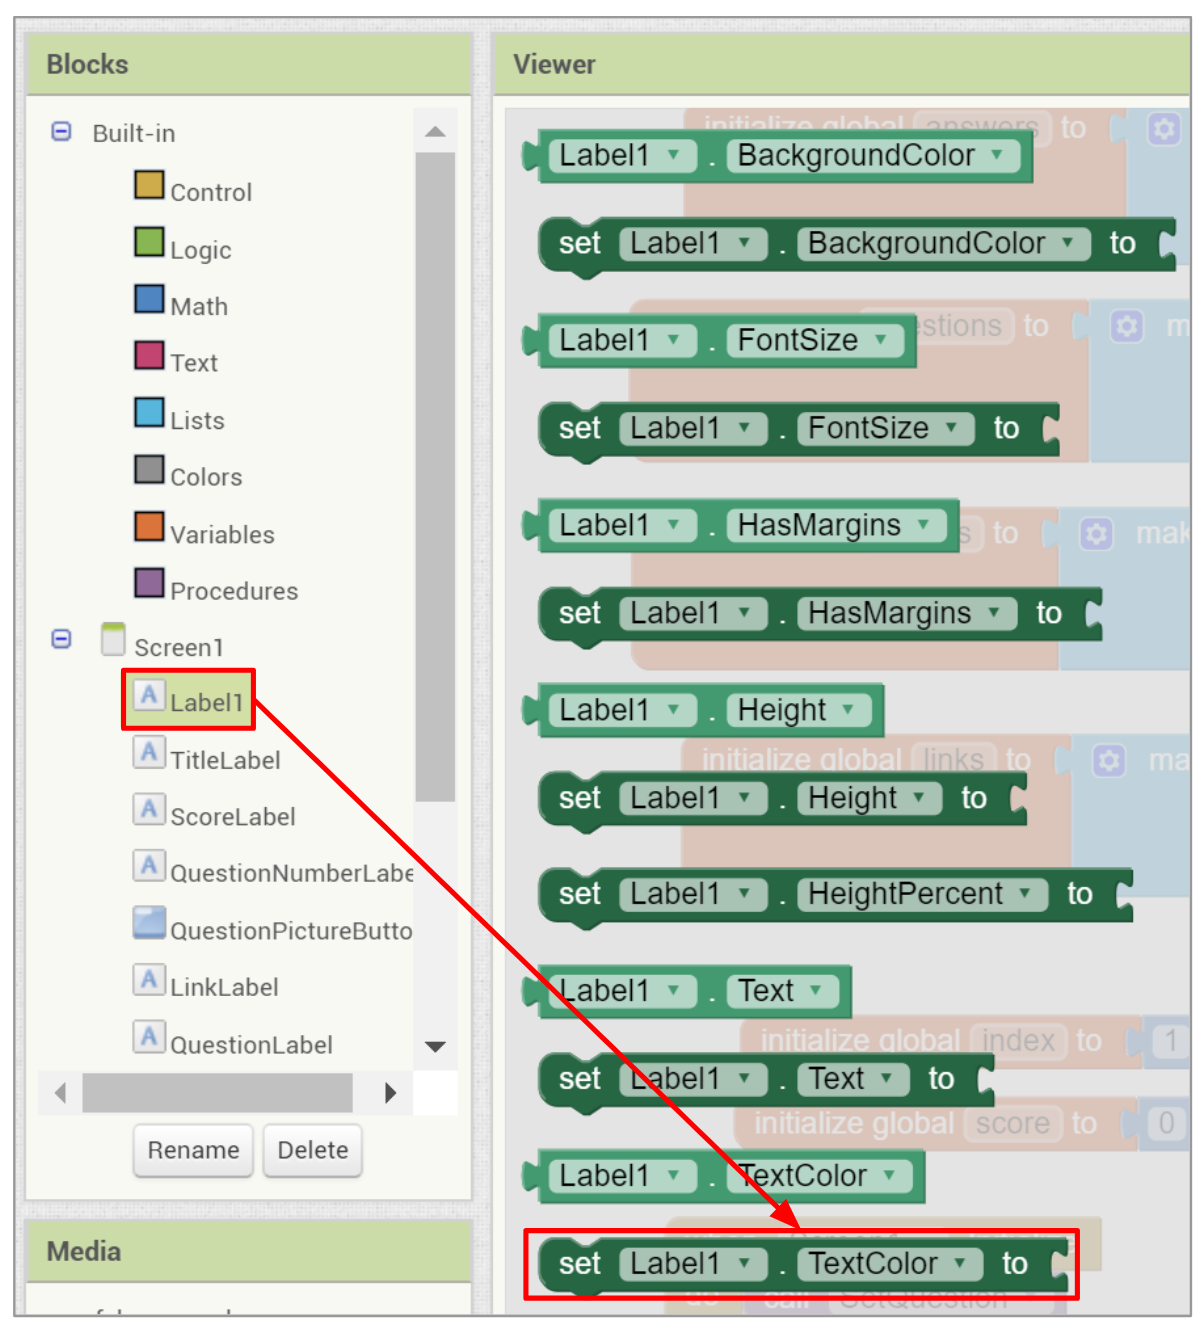 Blocks
Built-in
Control
Logic
Math
Text
Lists
Colors
Variables
Procedures
Screen1
Label1
TitleLabel
ScoreLabel
QuestionNumberLabe
QuestionPictureButto
LinkLabel
QuestionLabel
Rename Delete
Media
Viewer
initialize global answers to
Label1 . BackgroundColor
set Label1 . BackgroundColor to
estions to m
Label1 . FontSize
set Label1 . FontSize to
Label1 . HasMargins
s to mak
set Label1 . HasMargins to
Label1 . Height
initialize global links to ma
set Label1 . Height to
set Label1 . HeightPercent to
Label1 . Text
initialize global index to 1
set Label1 . Text to
initialize global score to 0
Label1 . TextColor
set Label1 . TextColor to
do call SetQuestion